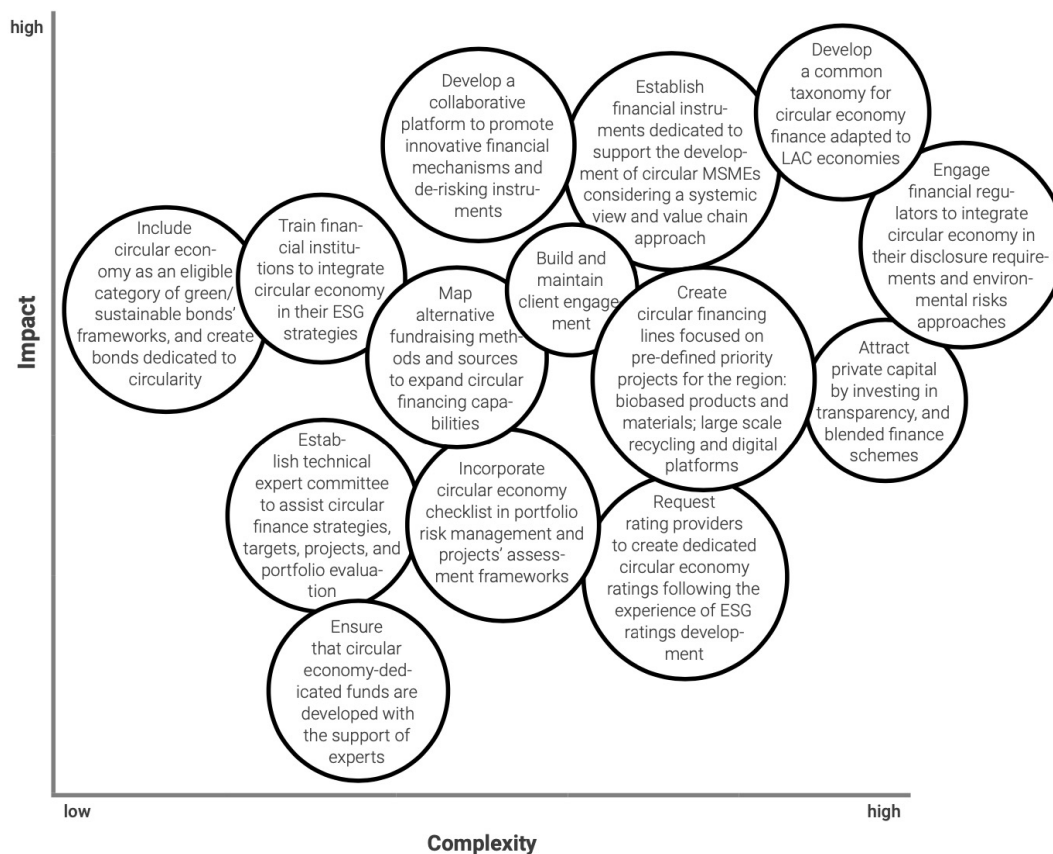 high
Impact
Develop a
collaborative
platform to promote
innovative financial
mechanisms and
de-risking instru-
ments
Establish
financial instru-
ments dedicated to
support the develop-
ment of circular MSMEs
considering a systemic
view and value chain
approach
Develop
a common
taxonomy for
circular economy
finance adapted to
LAC economies
Engage
financial regu-
lators to integrate
circular economy in
their disclosure require-
ments and environ-
mental risks
approaches
Include
circular econ-
omy as an eligible
category of green/
sustainable bonds’
frameworks, and create
bonds dedicated to
circularity
Train finan-
cial institu-
tions to integrate
circular economy
in their ESG
strategies
Map
alternative
fundraising meth-
ods and sources
to expand circular
financing capa-
bilities
Build and
maintain
client engage
ment
Create
circular financing
lines focused on
pre-defined priority
projects for the region:
biobased products and
materials; large scale
recycling and digital
platforms
Attract
private capital
by investing in
transparency, and
blended finance
schemes
Estab-
lish technical
expert committee
to assist circular
finance strategies,
targets, projects, and
portfolio evalua-
tion
Incorporate
circular economy
checklist in portfolio
risk management and
projects’ assess-
ment frameworks
Request
rating providers
to create dedicated
circular economy
ratings following the
experience of ESG
ratings develop-
ment
Ensure
that circular
economy-ded-
icated funds are
developed with
the support of
experts
low
high
Complexity